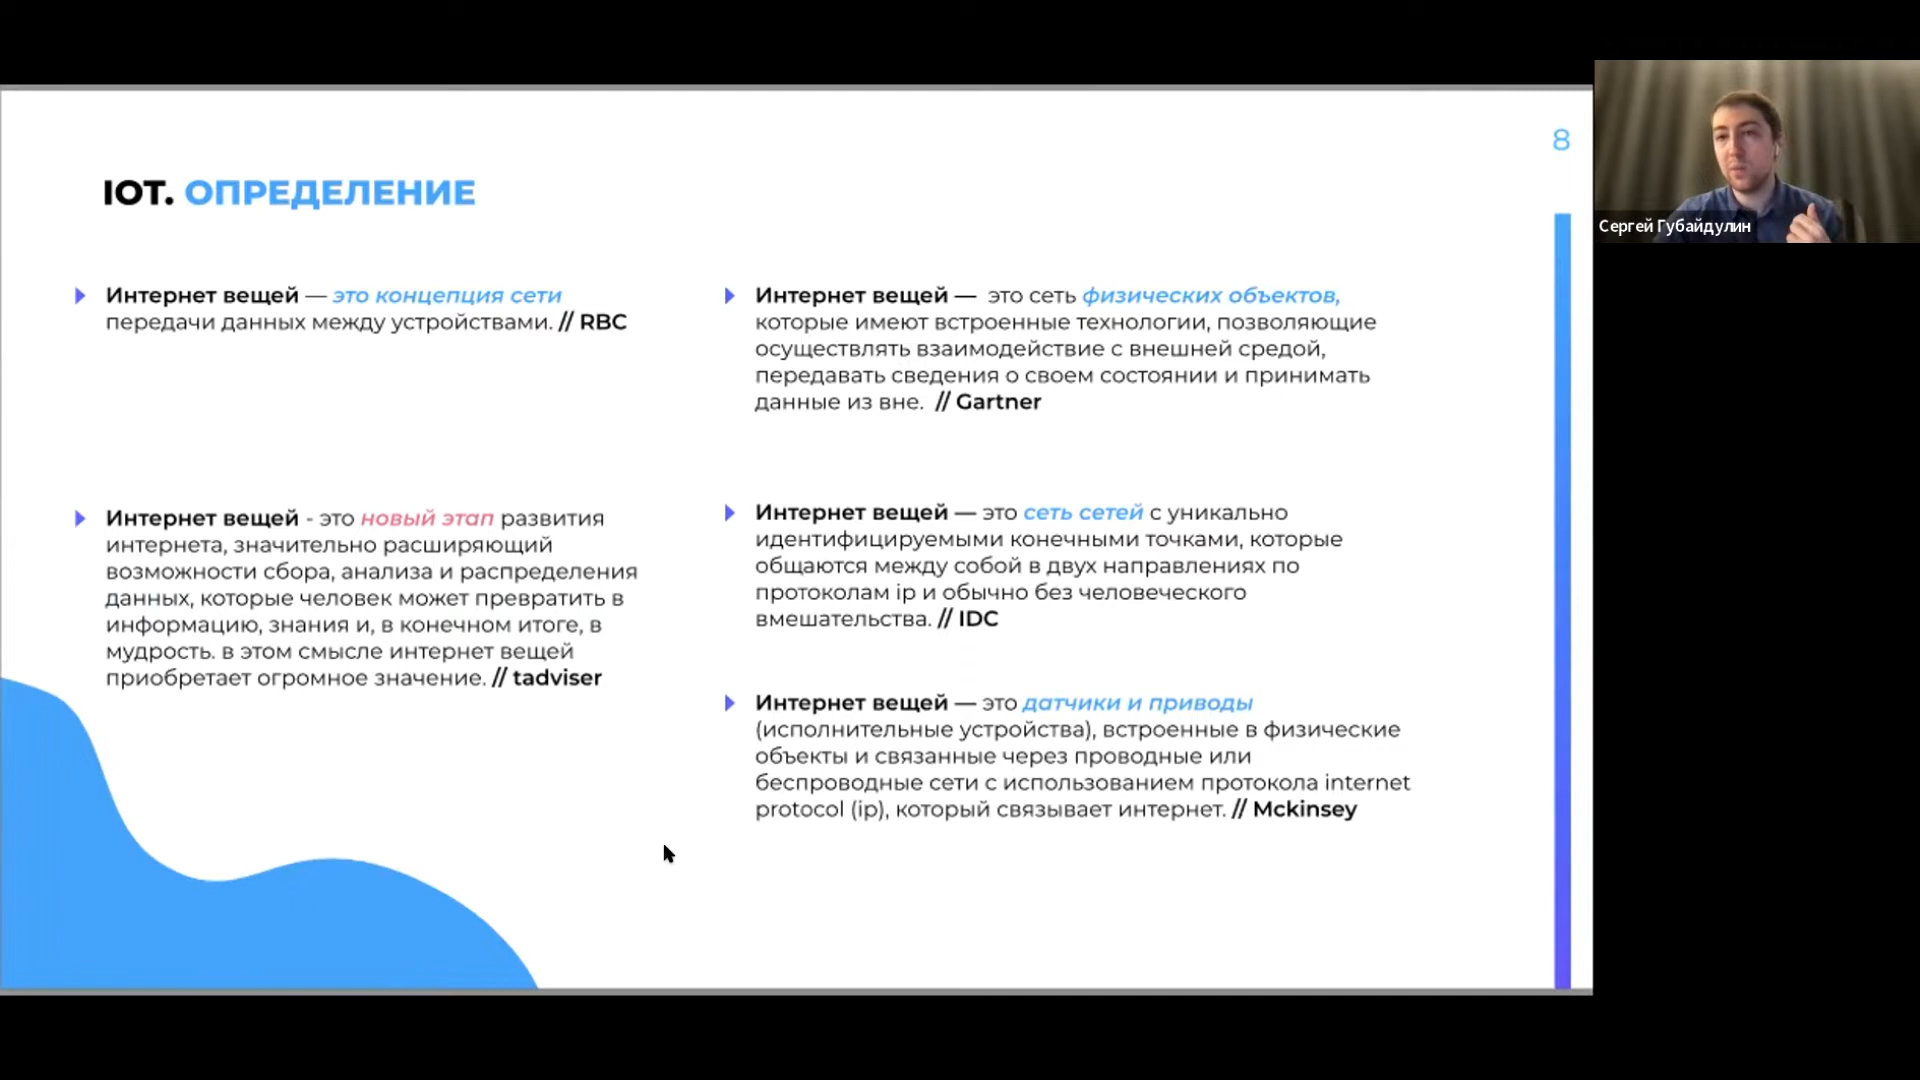 8
IOT. ОПРЕДЕЛЕНИЕ
Интернет вещей — это концепция сети
передачи данных между устройствами. // RBC
Интернет вещей - это новый этап развития
интернета, значительно расширяющий
возможности сбора, анализа и распределения
данных, которые человек может превратить в
информацию, знания и, в конечном итоге, в
мудрость. в этом смысле интернет вещей
приобретает огромное значение. // tadviser
Интернет вещей — это сеть физических объектов,
которые имеют встроенные технологии, позволяющие
осуществлять взаимодействие с внешней средой,
передавать сведения о своем состоянии и принимать
данные из вне. // Gartner
Интернет вещей — это сеть сетей с уникально
идентифицируемыми конечными точками, которые
общаются между собой в двух направлениях по
протоколам ip и обычно без человеческого
вмешательства. // IDC
Интернет вещей — это датчики и приводы
(исполнительные устройства), встроенные в физические
объекты и связанные через проводные или
беспроводные сети с использованием протокола internet
protocol (ip), который связывает интернет. // Mckinsey
Сергей Губайдулин